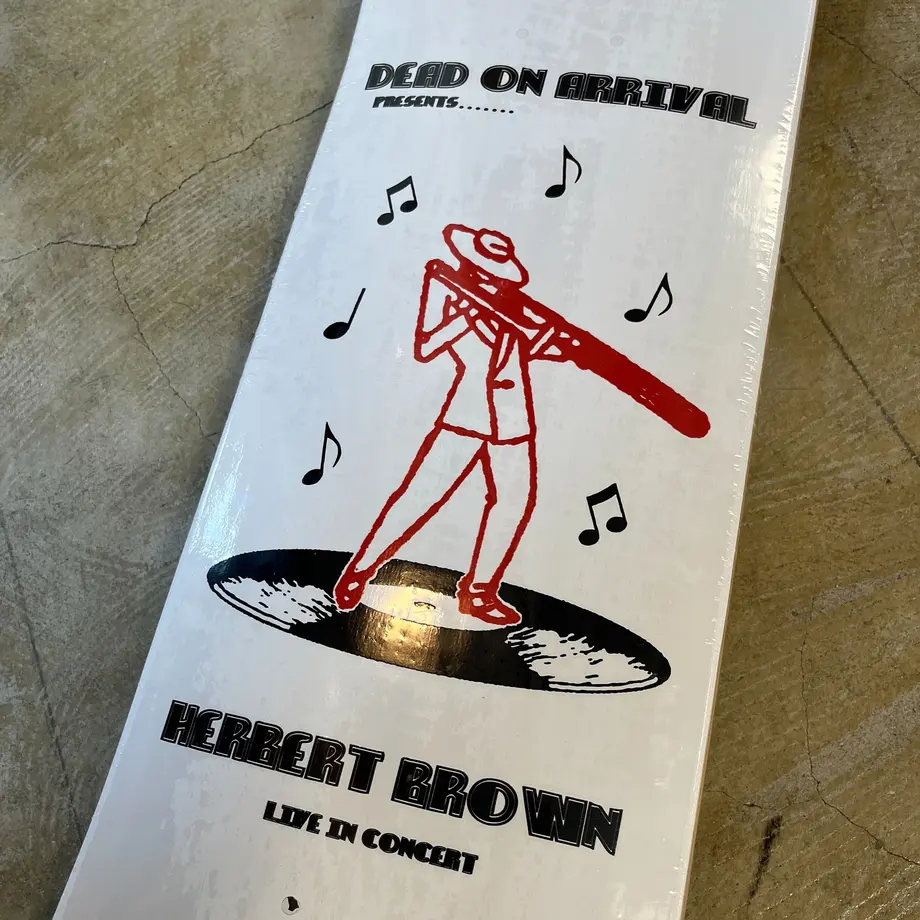 DEAD ON ARRIVAL
PRESENTS.......
HERBERT BROWN
LIVE IN CONCERT